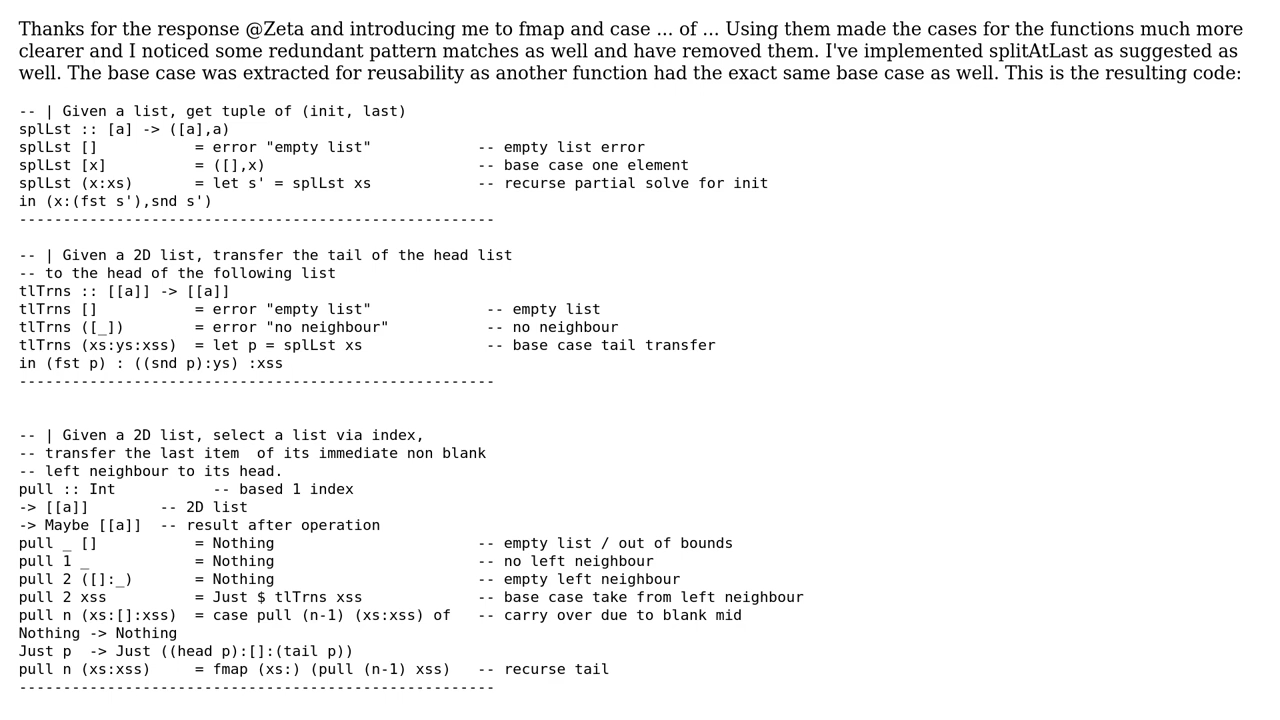 Thanks for the response @Zeta and introducing me to fmap and case ... of ... Using them made the cases for the functions much more
clearer and I noticed some redundant pattern matches as well and have removed them. I've implemented splitAtLast as suggested as
well. The base case was extracted for reusability as another function had the exact same base case as well. This is the resulting code:
-- | Given a list, get tuple of (init, last)
splLst :: [a] -> ([a],a)
splLst []           = error "empty list"            -- empty list error
splLst [x]          = ([],x)                        -- base case one element
splLst (x:xs)       = let s' = splLst xs            -- recurse partial solve for init
in (x:(fst s'),snd s')
------------------------------------------------------
-- | Given a 2D list, transfer the tail of the head list
-- to the head of the following list
tlTrns :: [[a]] -> [[a]]
tlTrns []           = error "empty list"             -- empty list
tlTrns ([_])        = error "no neighbour"           -- no neighbour
tlTrns (xs:ys:xss)  = let p = splLst xs              -- base case tail transfer
in (fst p) : ((snd p):ys) :xss
------------------------------------------------------
-- | Given a 2D list, select a list via index,
-- transfer the last item  of its immediate non blank
-- left neighbour to its head.
pull :: Int           -- based 1 index
-> [[a]]        -- 2D list
-> Maybe [[a]]  -- result after operation
pull _ []           = Nothing                       -- empty list / out of bounds
pull 1 _            = Nothing                       -- no left neighbour
pull 2 ([]:_)       = Nothing                       -- empty left neighbour
pull 2 xss          = Just $ tlTrns xss             -- base case take from left neighbour
pull n (xs:[]:xss)  = case pull (n-1) (xs:xss) of   -- carry over due to blank mid
Nothing -> Nothing
Just p  -> Just ((head p):[]:(tail p))
pull n (xs:xss)     = fmap (xs:) (pull (n-1) xss)   -- recurse tail
------------------------------------------------------